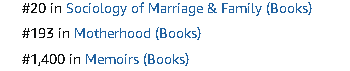 #20 in Sociology of Marriage & Family (Books)
#193 in Motherhood (Books)
#1,400 in Memoirs (Books)